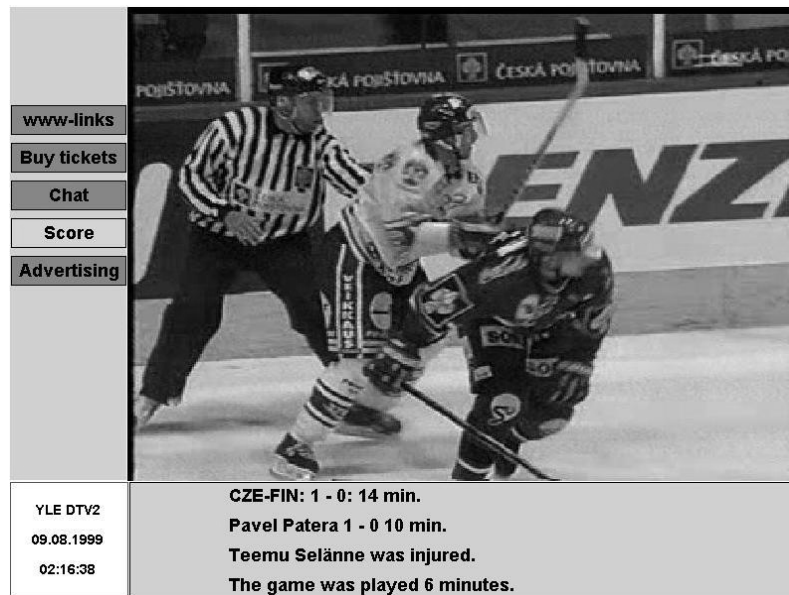 POJIŠŤOVNA
ČESKÁ POJIŠŤOVNA
ČESKÁ POJIŠŤOVNA
ČESKÁ PO
ENZ
VEIKKAUS
www-links
Buy tickets
Chat
Score
Advertising
YLE DTV2
09.08.1999
02:16:38
CZE-FIN: 1 - 0: 14 min.
Pavel Patera 1 - 0 10 min.
Teemu Selänne was injured.
The game was played 6 minutes.